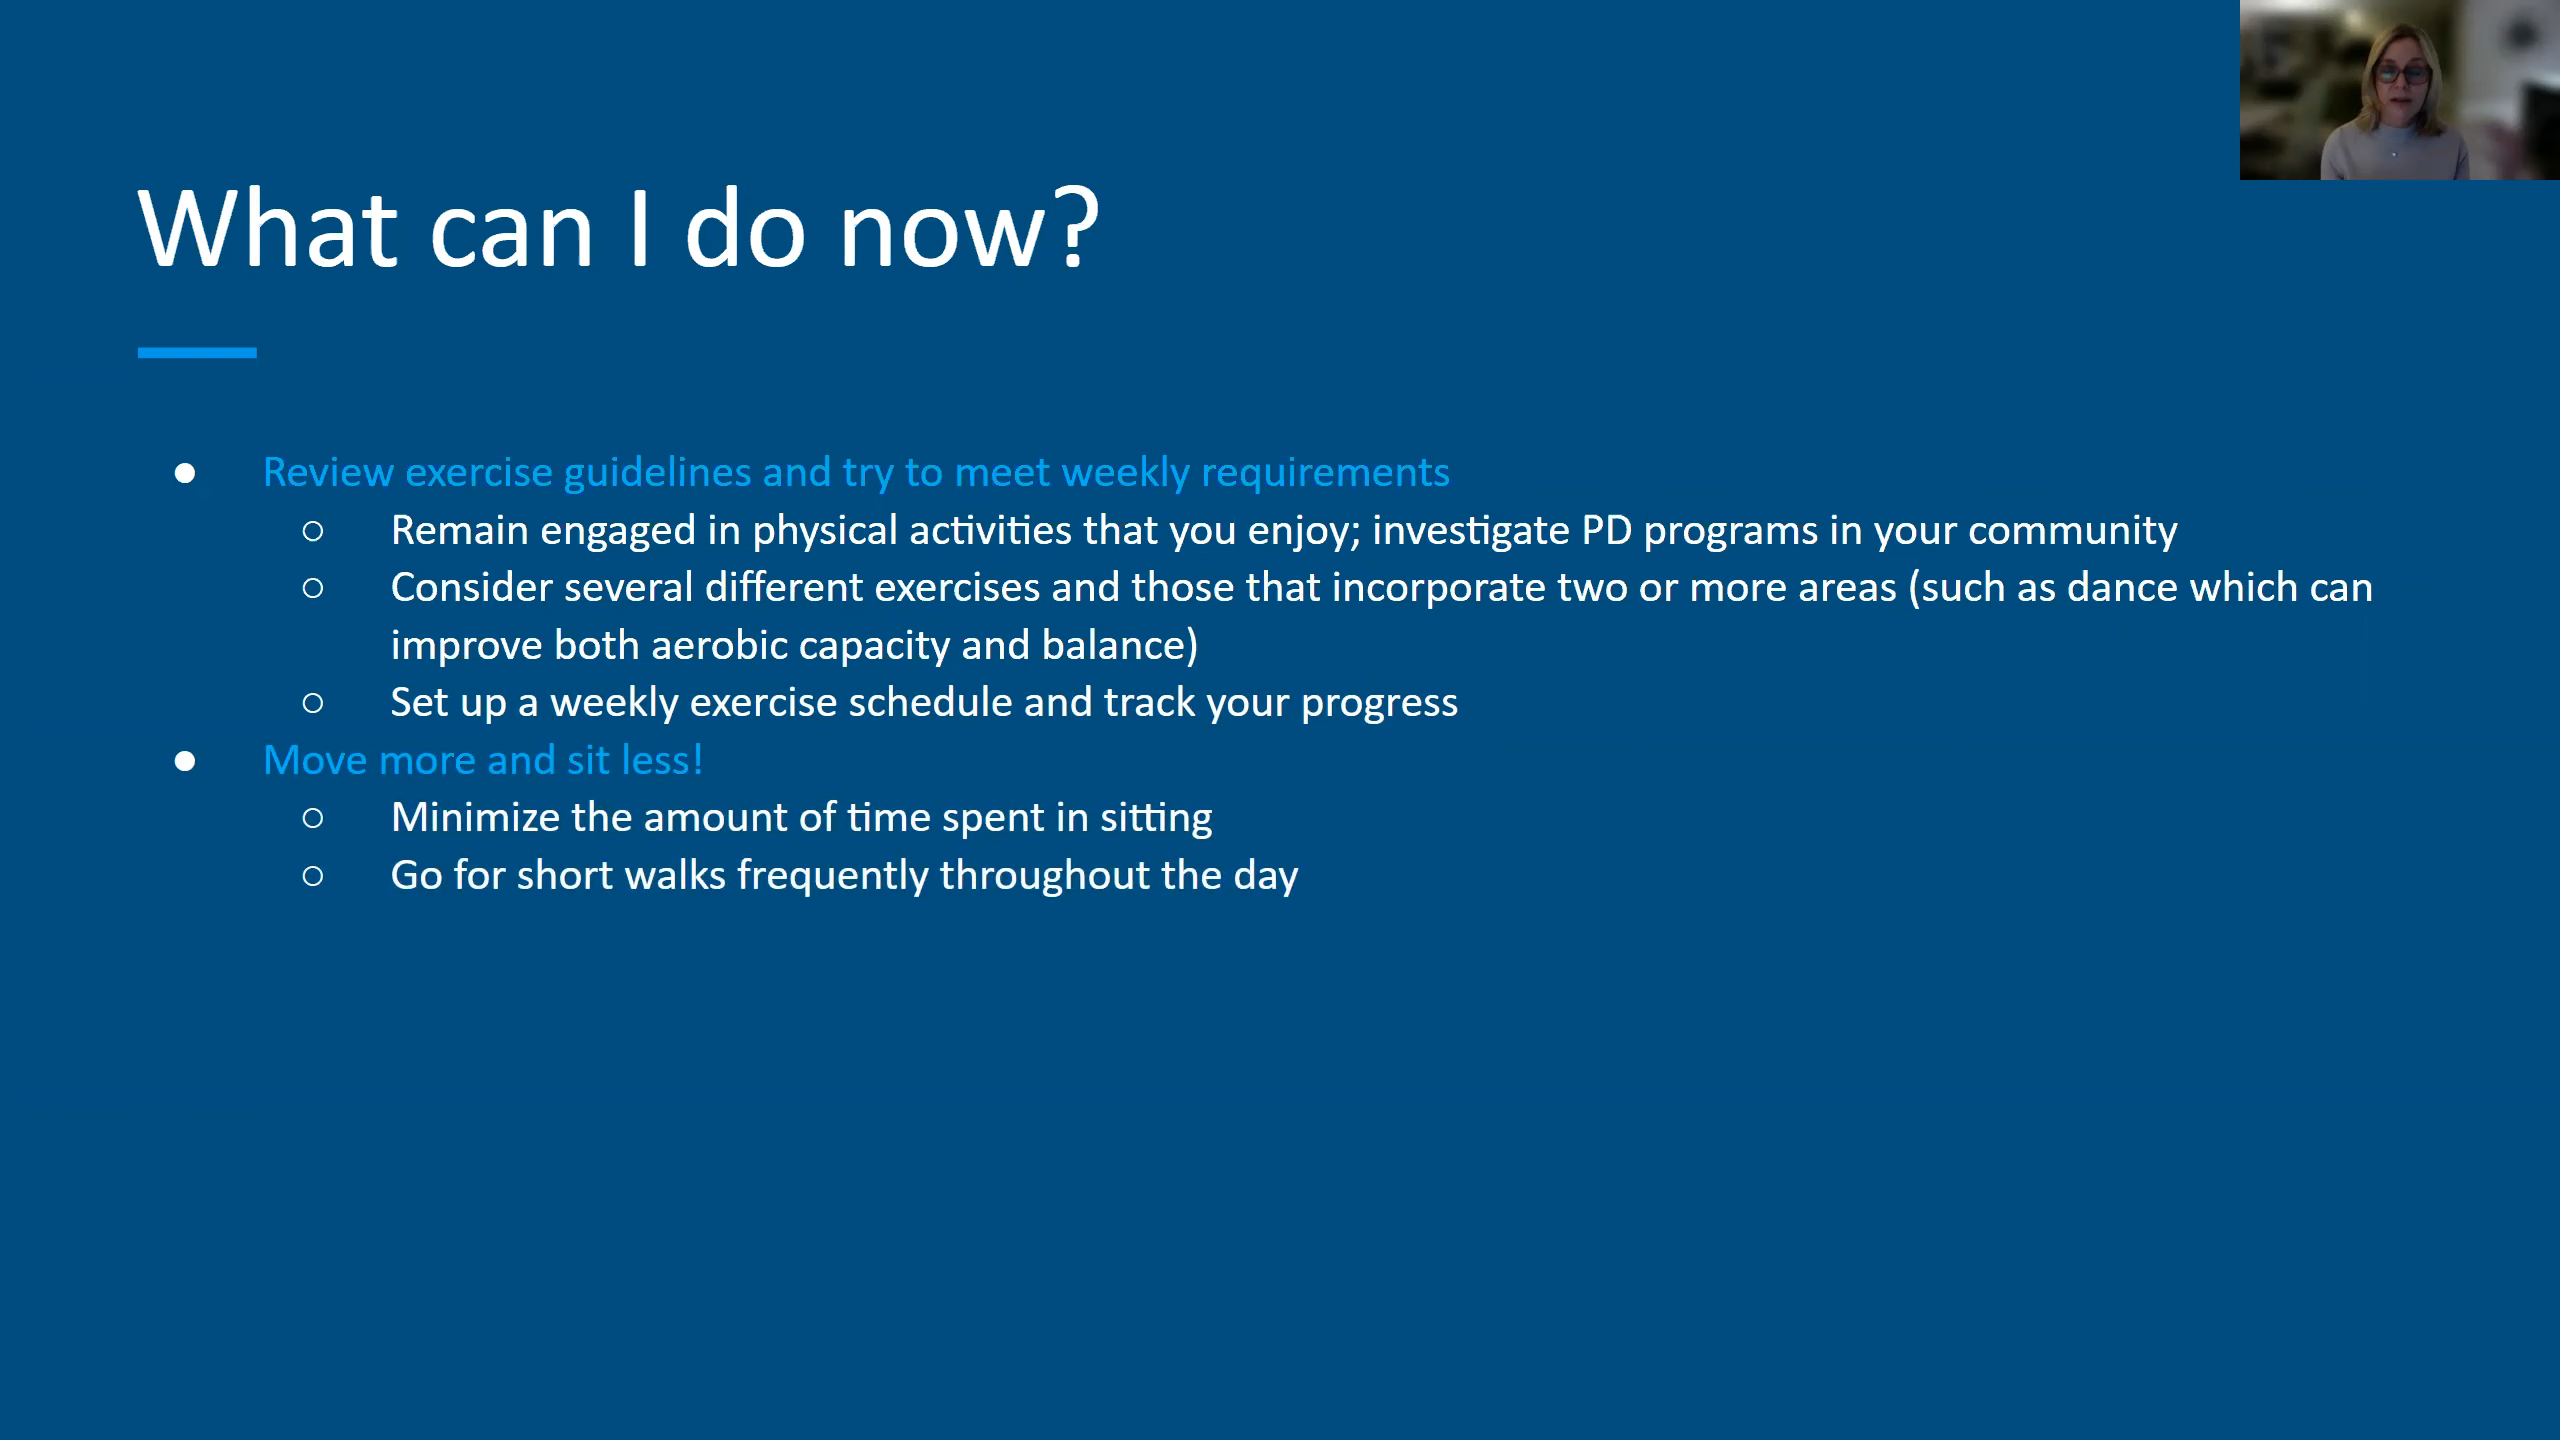 What can I do now?
● Review exercise guidelines and try to meet weekly requirements
○ Remain engaged in physical activities that you enjoy; investigate PD programs in your community
○ Consider several different exercises and those that incorporate two or more areas (such as dance which can
improve both aerobic capacity and balance)
○ Set up a weekly exercise schedule and track your progress
● Move more and sit less!
○ Minimize the amount of time spent in sitting
○ Go for short walks frequently throughout the day